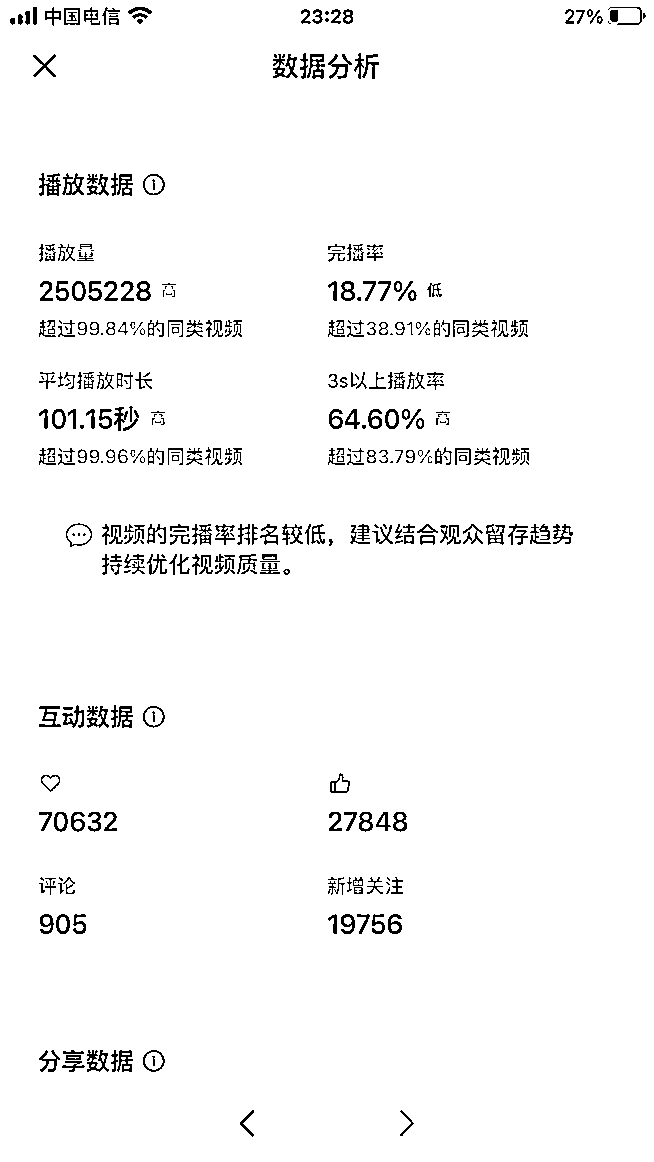 中国电信 23:28 27%
数据分析
播放数据
播放量 完播率
2505228 高 18.77% 低
超过99.84%的同类视频 超过38.91%的同类视频
平均播放时长 3s以上播放率
101.15秒 高 64.60% 高
超过99.96%的同类视频 超过83.79%的同类视频
视频的完播率排名较低，建议结合观众留存趋势
持续优化视频质量。
互动数据
70632 27848
评论 新增关注
905 19756
分享数据